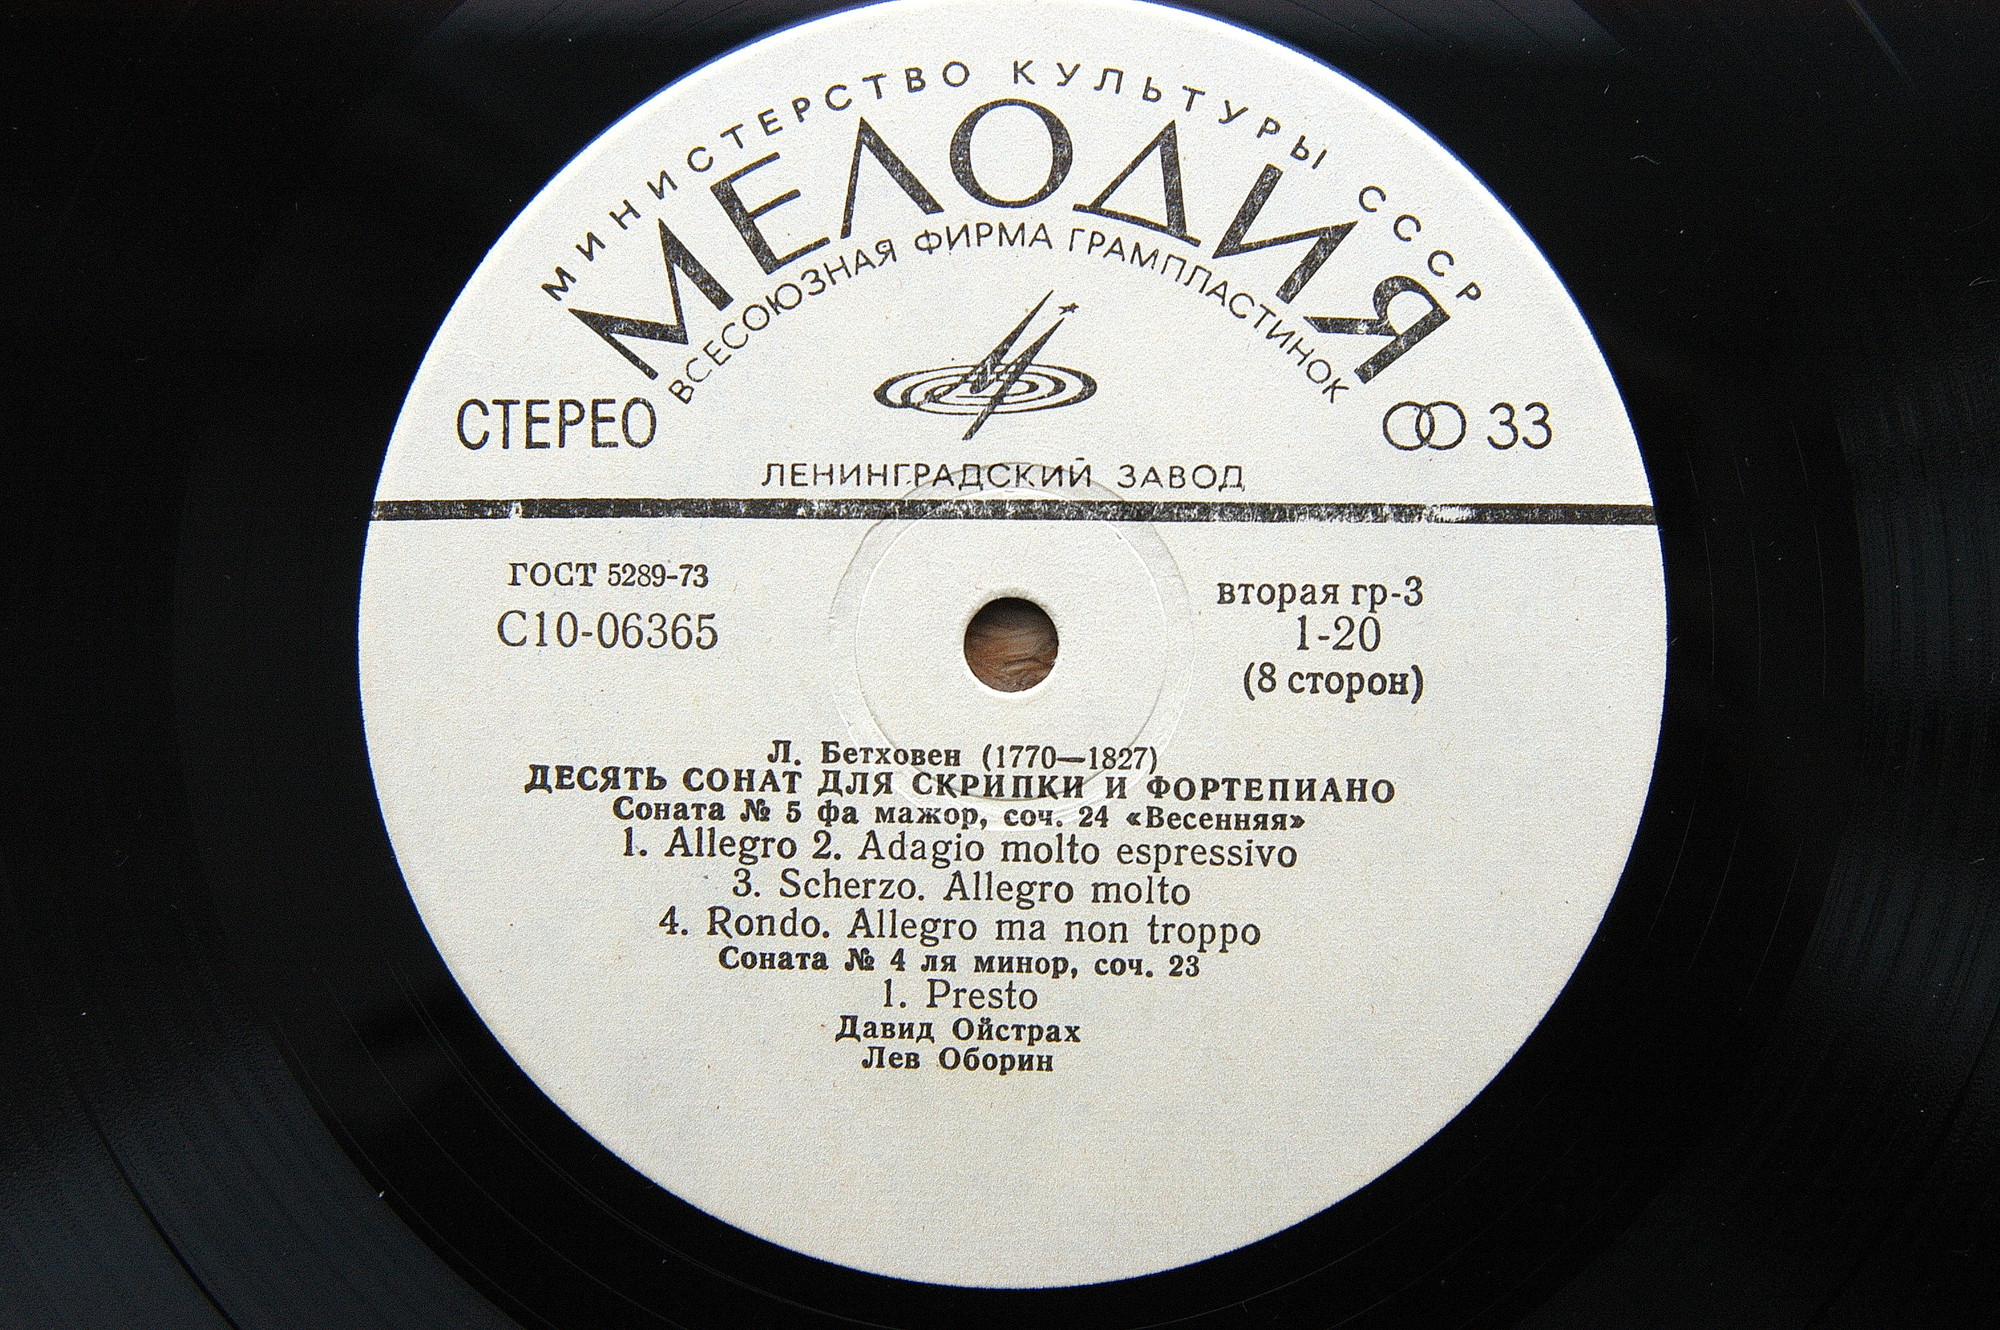 МИНИСТЕРСТВО КУЛЬТУРЫ СССР
МЕЛОДИЯ
ВСЕСОЮЗНАЯ ФИРМА ГРАМПЛАСТИНОК
СТЕРЕО
33
ЛЕНИНГРАДСКИЙ ЗАВОД
ГОСТ 5289-73
С10-06365
вторая гр-3
1-20
(8 сторон)
Л. Бетховен (1770—1827)
ДЕСЯТЬ СОНАТ ДЛЯ СКРИПКИ И ФОРТЕПИАНО
Соната № 5 фа мажор, соч. 24 «Весенняя»
1. Allegro 2. Adagio molto espressivo
3. Scherzo. Allegro molto
4. Rondo. Allegro ma non troppo
Соната № 4 ля минор, соч. 23
1. Presto
Давид Ойстрах
Лев Оборин